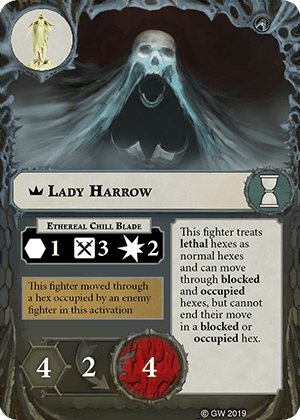 LADY HARROW
ETHEREAL CHILL BLADE
1 3 2
This fighter moved through
a hex occupied by an enemy
fighter in this activation
This fighter treats
lethal hexes as
normal hexes
and can move
through blocked
and occupied
hexes, but cannot
end their move
in a blocked or
occupied hex.
4 2 4
© GW 2019